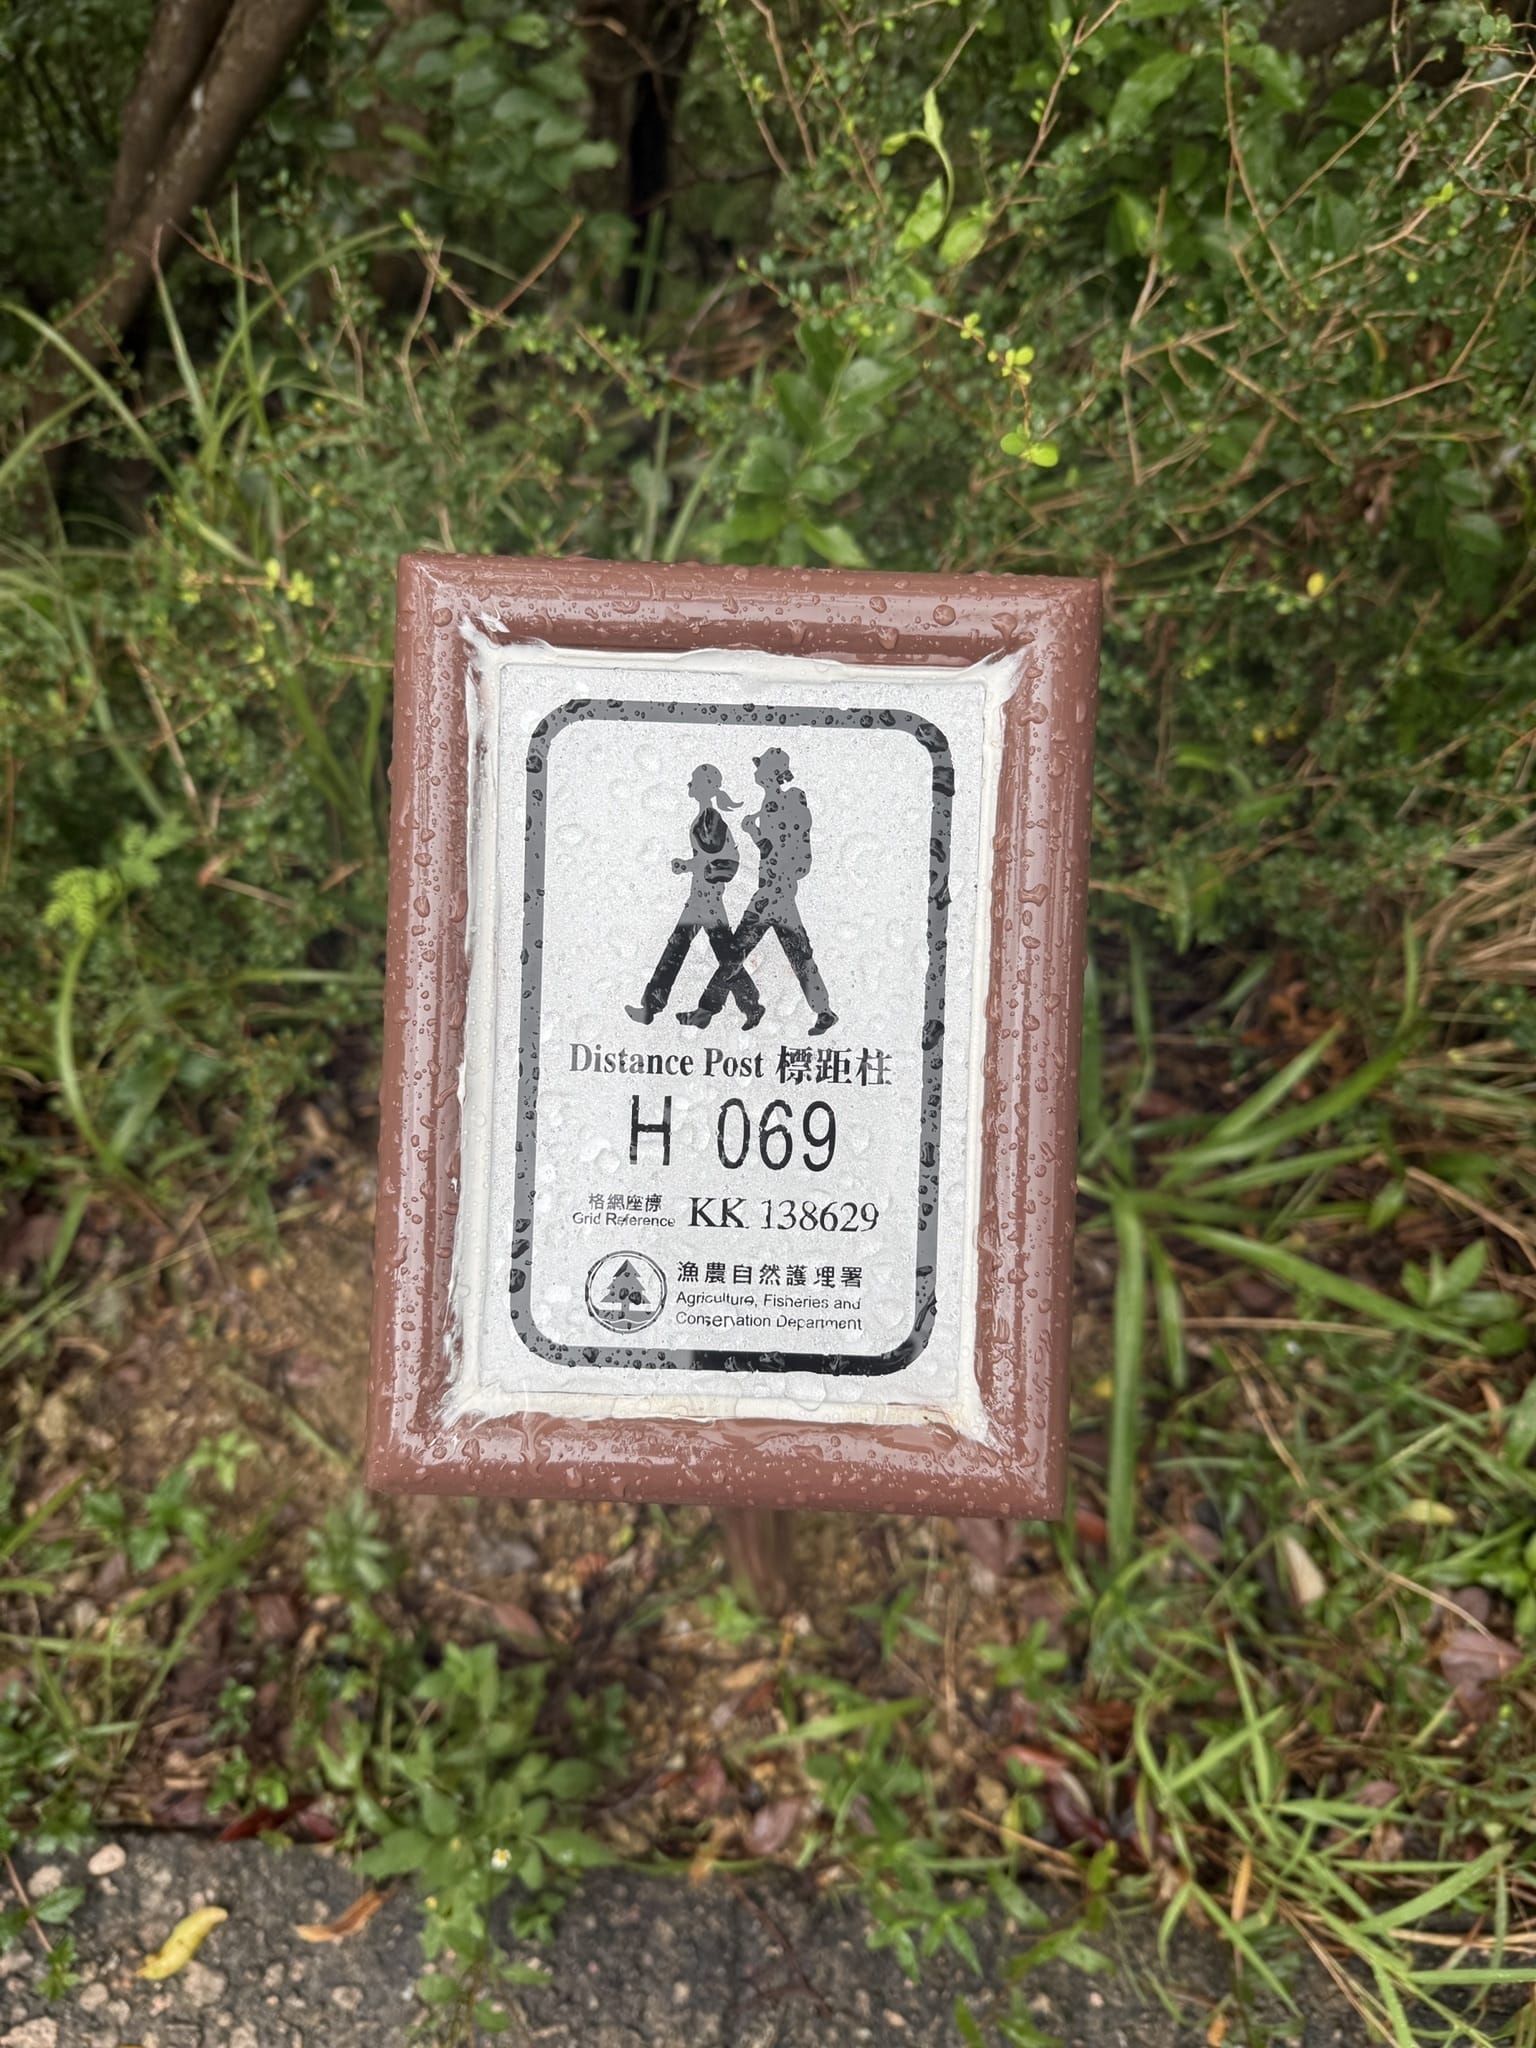 Distance Post 標距柱
H 069
格網座標
Grid Reference KK 138629
漁農自然護理署
Agriculture, Fisheries and
Conservation Department